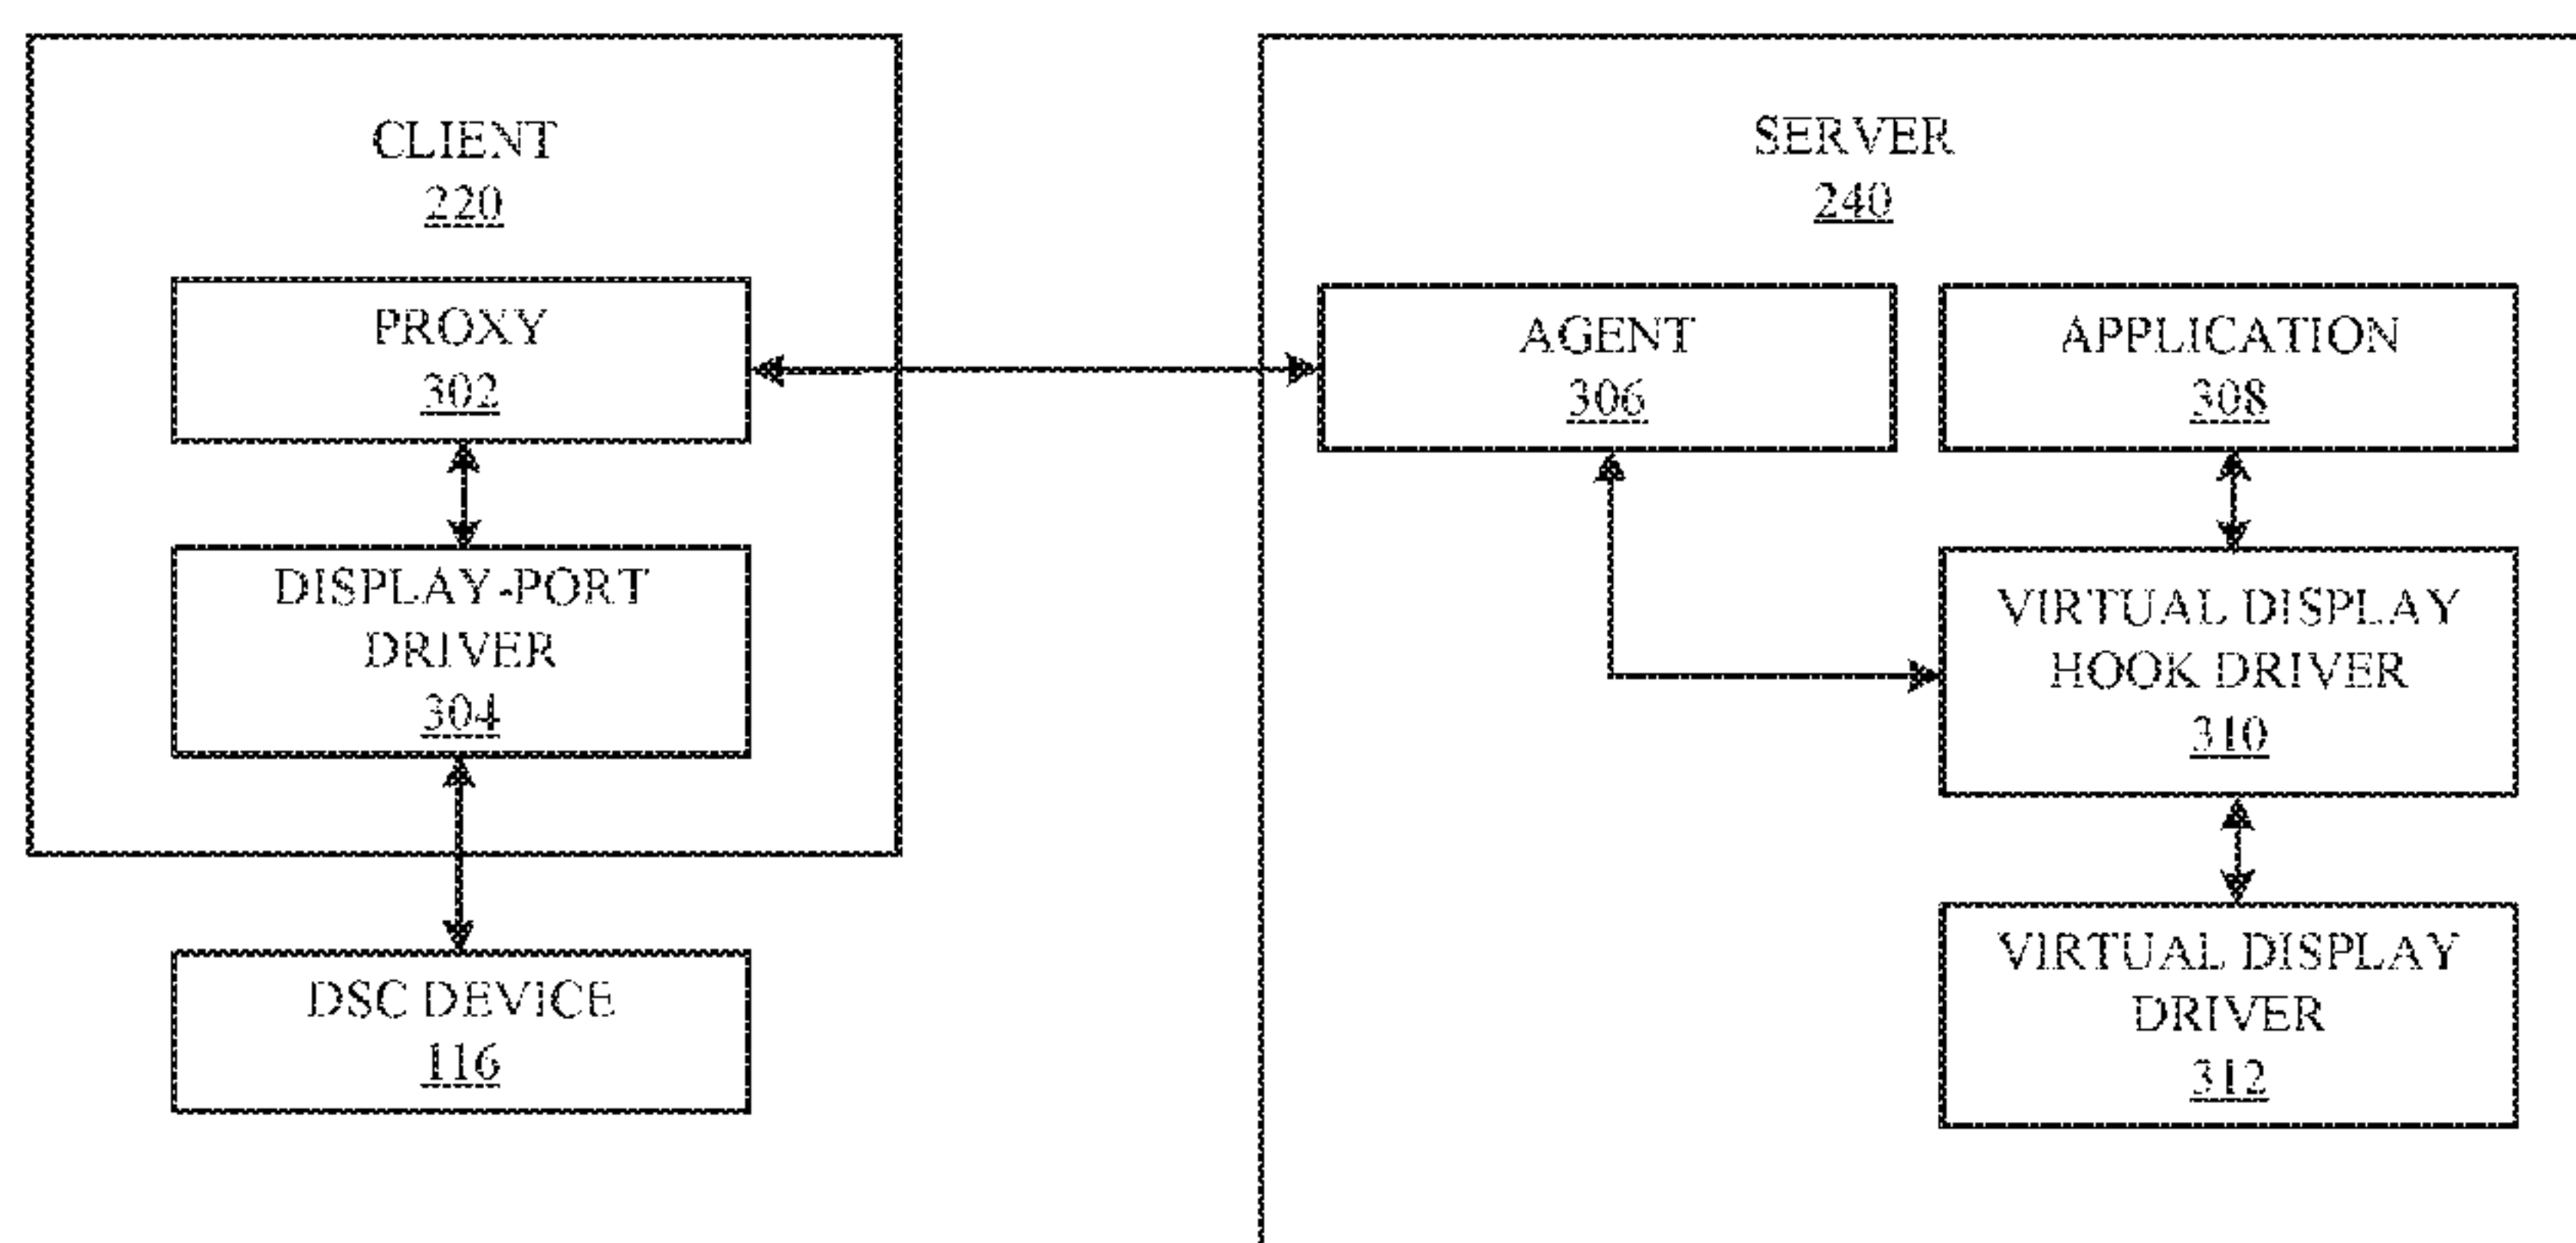 CLIENT
220
PROXY
302
DISPLAY-PORT
DRIVER
304
DSC DEVICE
116
SERVER
240
AGENT
306
APPLICATION
308
VIRTUAL DISPLAY
HOOK DRIVER
310
VIRTUAL DISPLAY
DRIVER
312